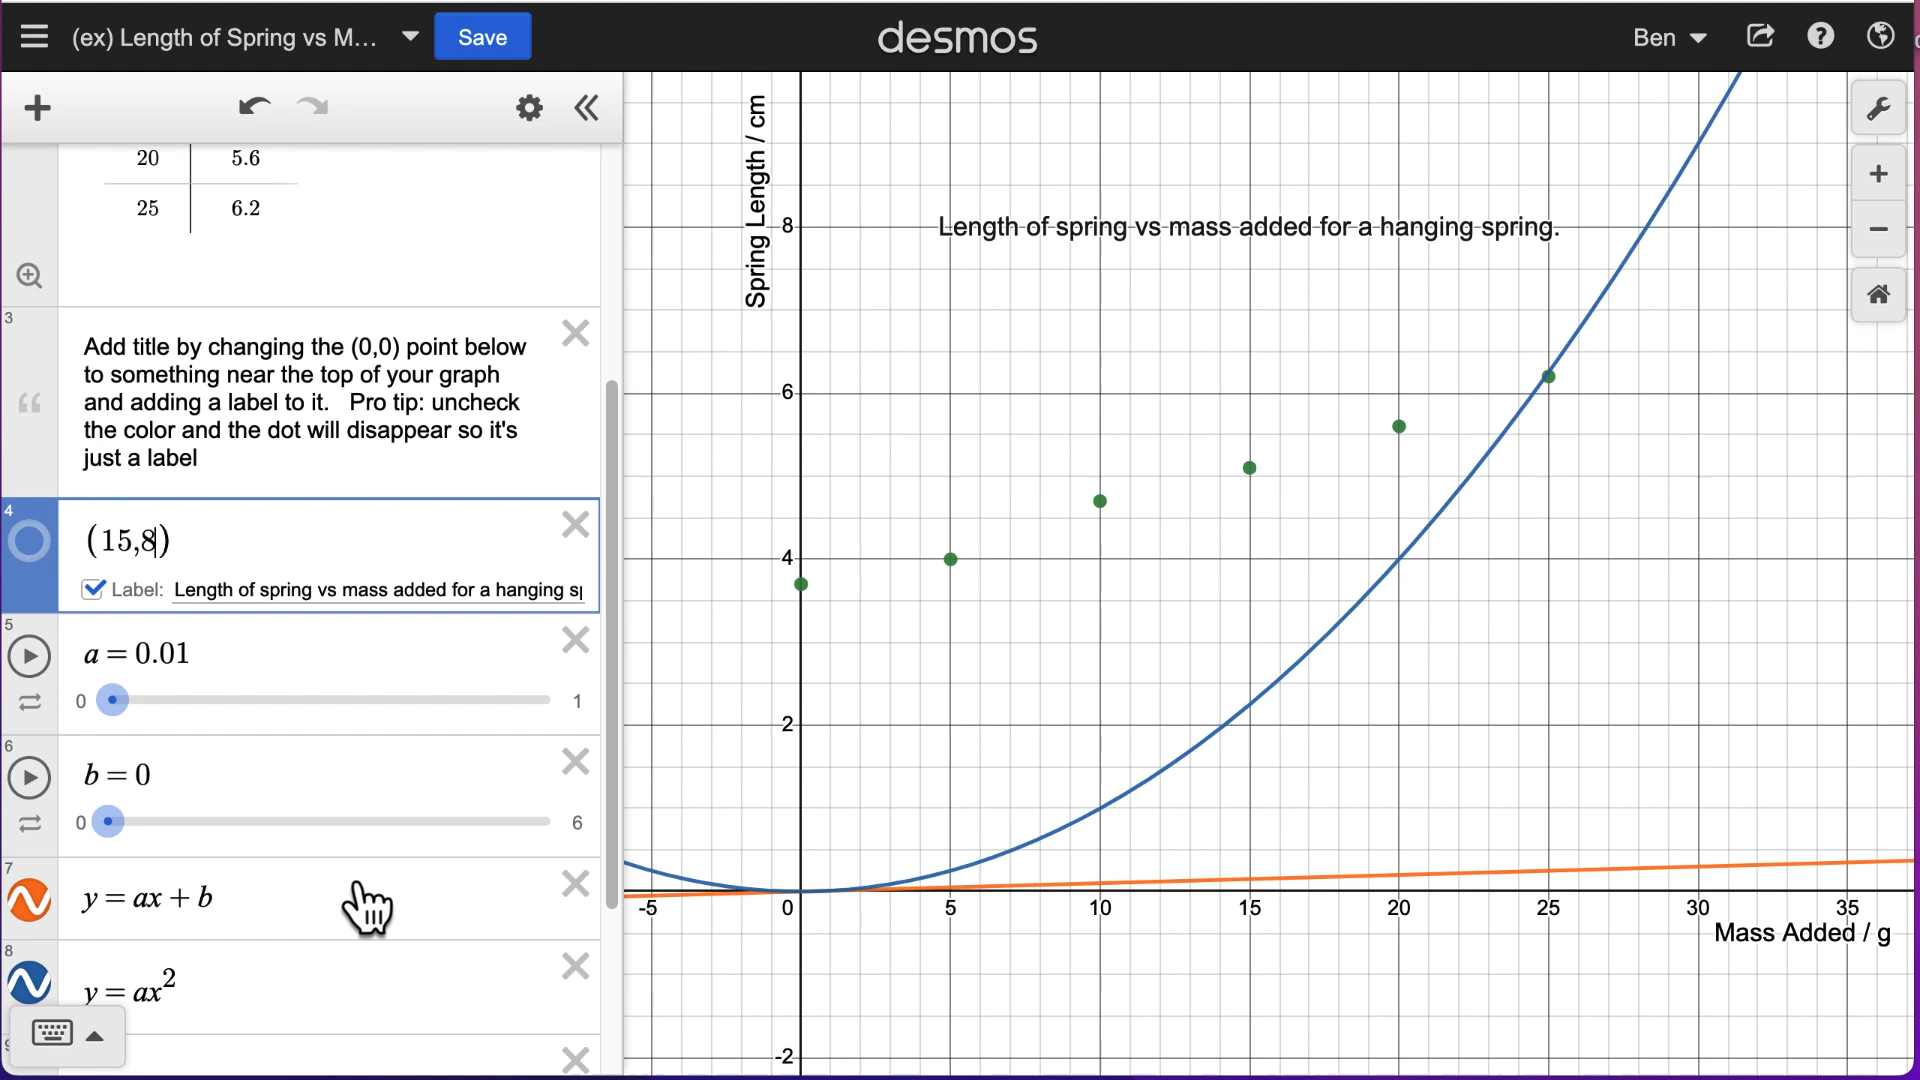 (ex) Length of Spring vs M...
Save
desmos
Ben
20 5.6
25 6.2
3
Add title by changing the (0,0) point below
to something near the top of your graph
and adding a label to it. Pro tip: uncheck
the color and the dot will disappear so it's
just a label
4
(15,8)
Label: Length of spring vs mass added for a hanging
5
a = 0.01
0 1
6
b = 0
0 6
7
y = ax + b
8
y = ax²
Spring Length / cm
Length of spring vs mass added for a hanging spring.
8
6
4
2
-5 0 5 10 15 20 25 30 35
Mass Added / g
-2